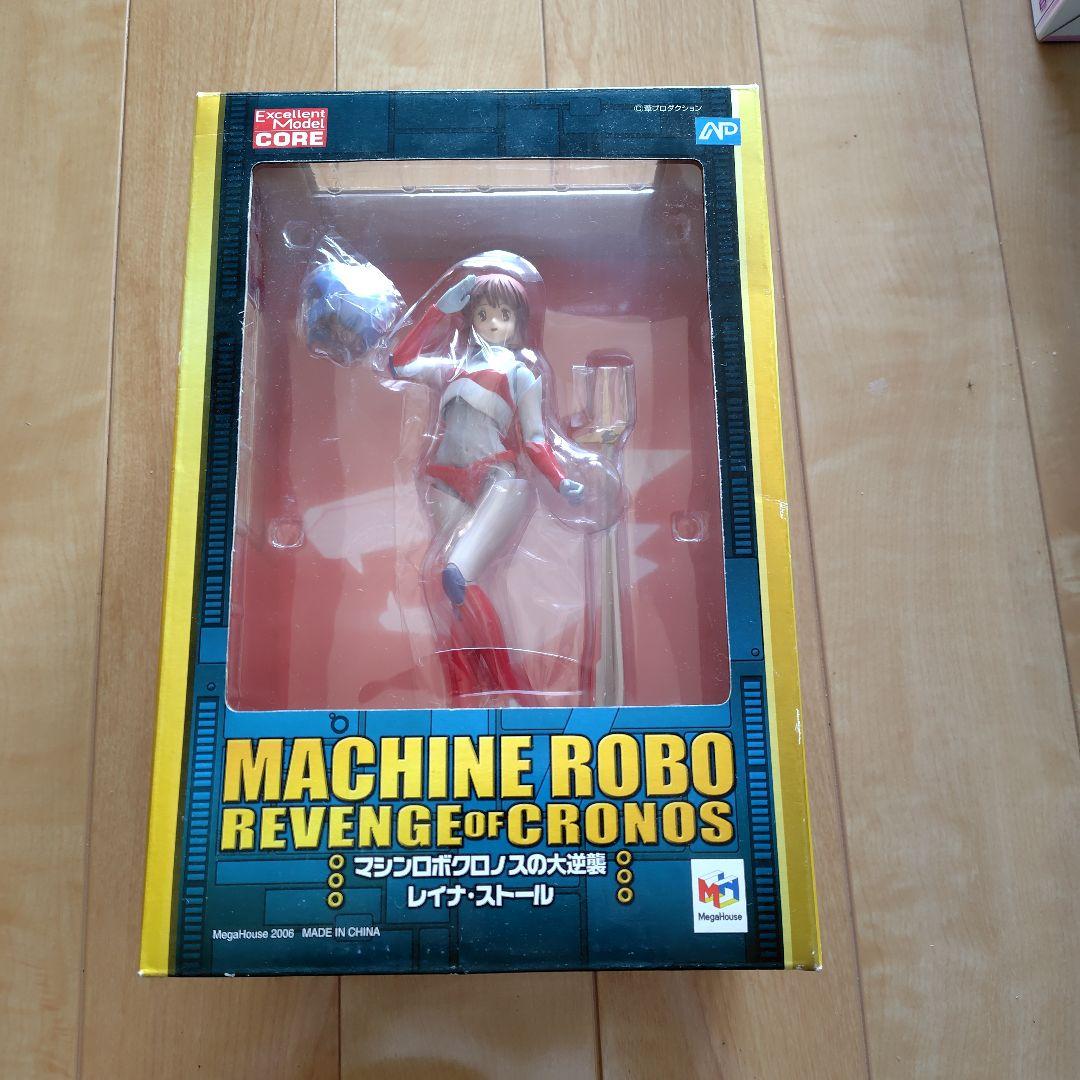 Excellent
Model
CORE
©葦プロダクション
AP
MACHINE ROBO
REVENGE OF CRONOS
マシンロボクロノスの大逆襲
レイナ・ストール
MegaHouse
MegaHouse 2006 MADE IN CHINA